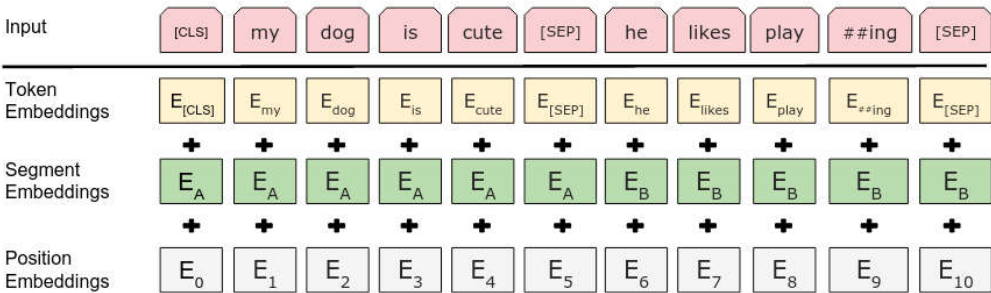 Input [CLS] my dog is cute [SEP] he likes play ##ing [SEP]
Token
Embeddings
E[CLS] Emy Edog Eis Ecute E[SEP] Ehe Elikes Eplay E##ing E[SEP]
+ + + + + + + + + + +
Segment
Embeddings
EA EA EA EA EA EA EB EB EB EB EB
+ + + + + + + + + + +
Position
Embeddings
E0 E1 E2 E3 E4 E5 E6 E7 E8 E9 E10